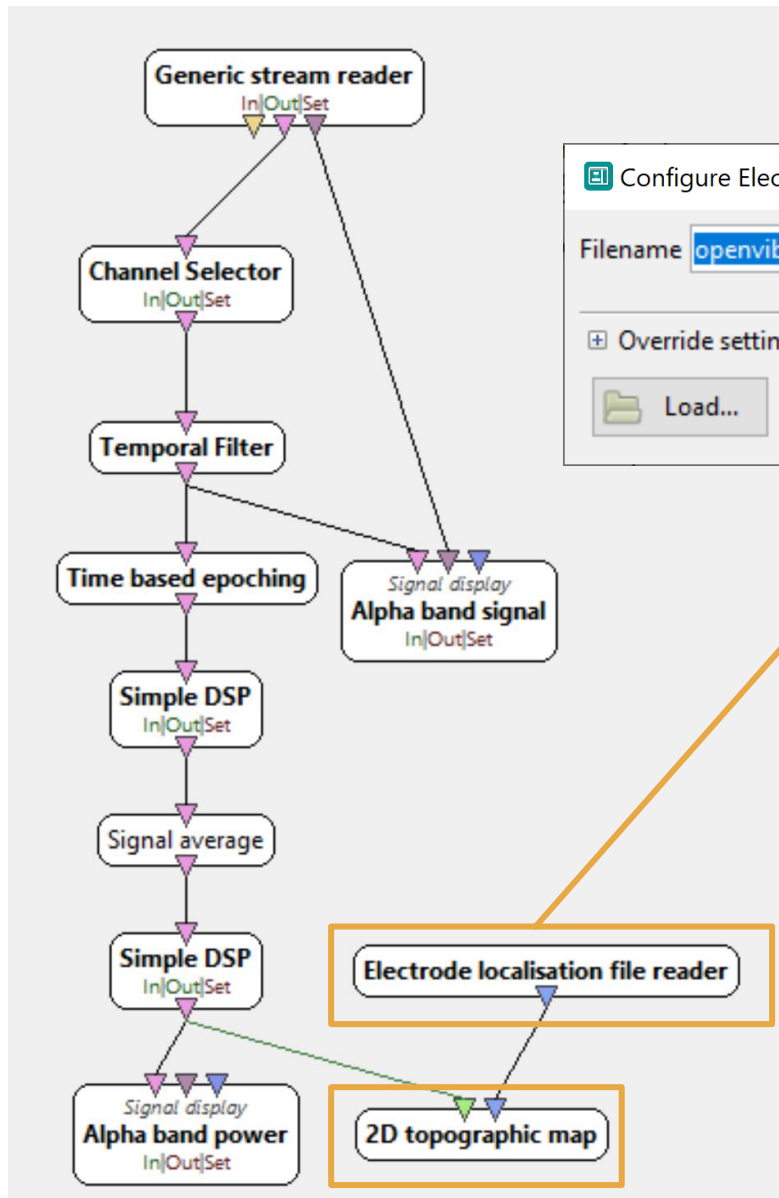 Generic stream reader
In|Out|Set
Configure Elec
Filename openvib
Channel Selector
In|Out|Set
Override settin
Load...
Temporal Filter
Time based epoching
Signal display
Alpha band signal
In|Out|Set
Simple DSP
In|Out|Set
Signal average
Simple DSP
In|Out|Set
Electrode localisation file reader
Signal display
Alpha band power
In|Out|Set
2D topographic map